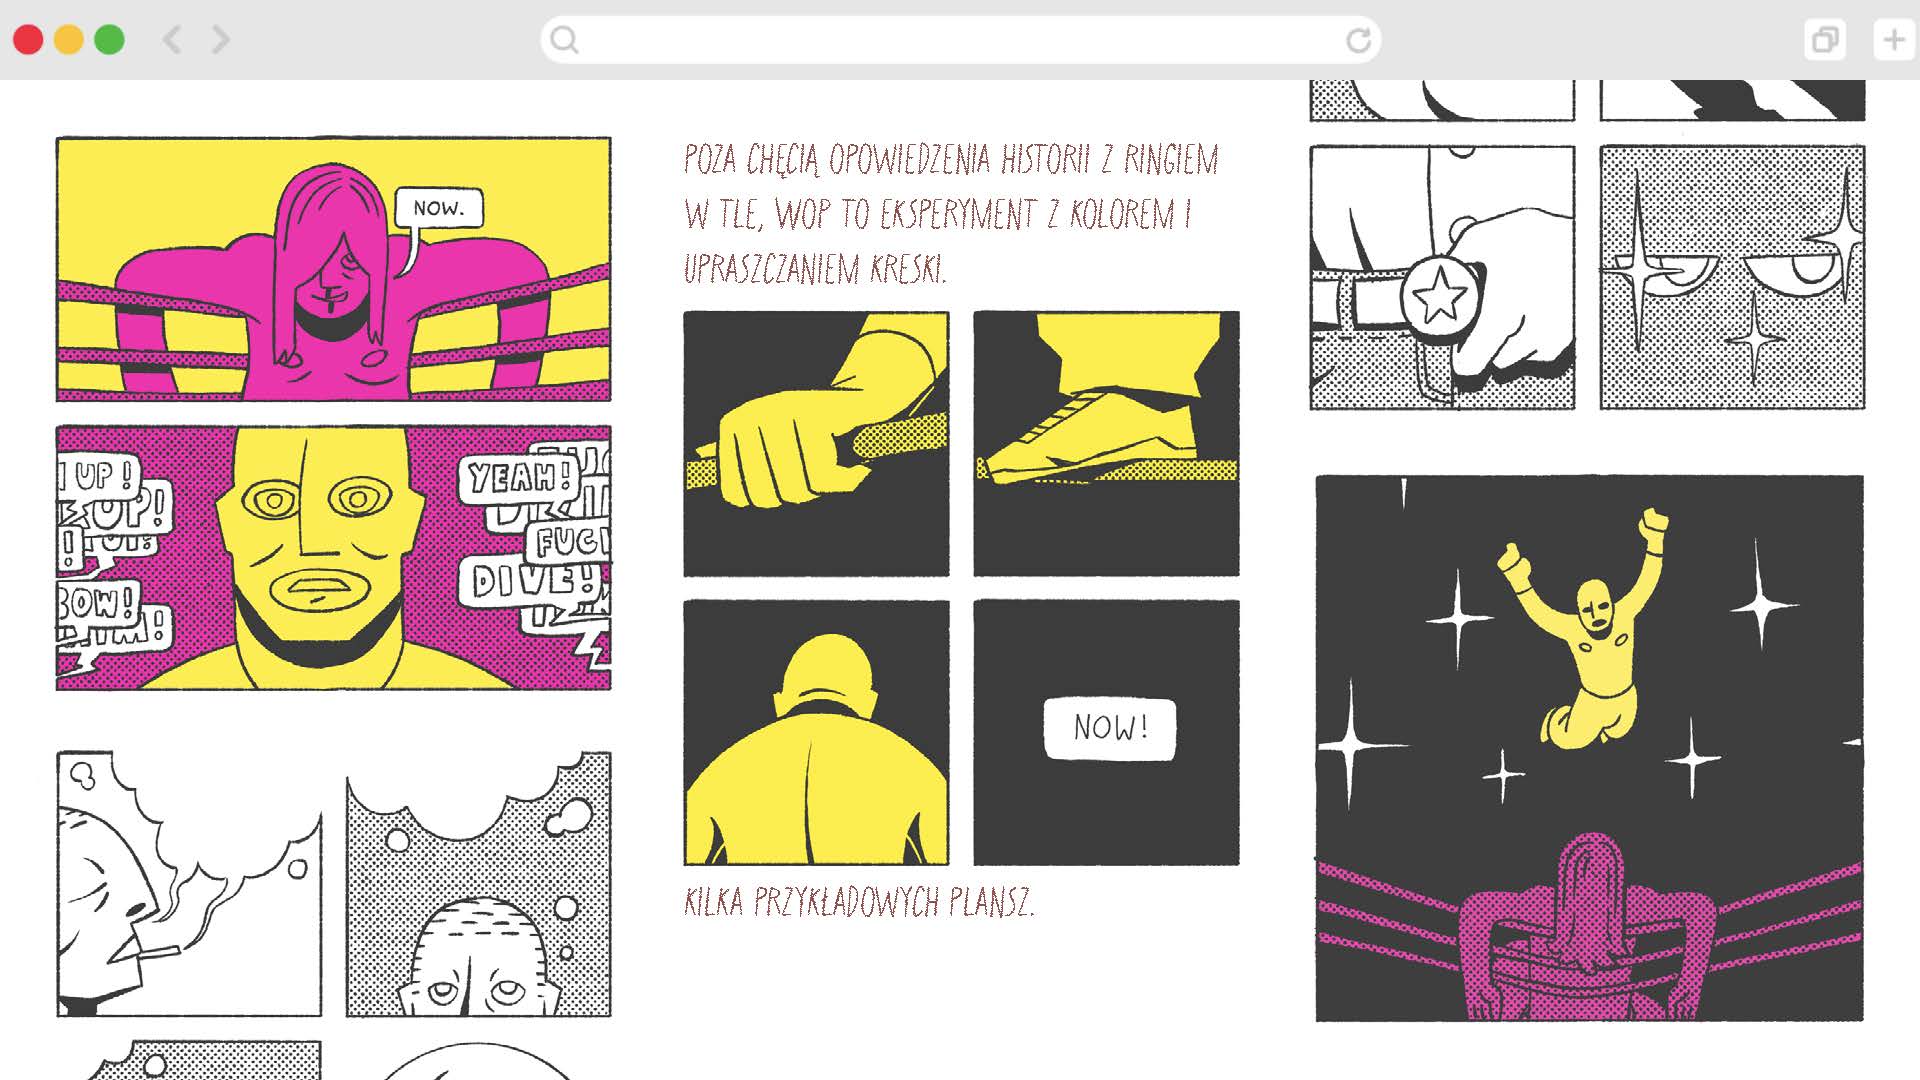 NOW.
UP!
UP!
BOW!
YEAH!
DIVE!
POZA CHĘCIĄ OPOWIEDZENIA HISTORII Z RINGIEM
W TLE, WOP TO EKSPERYMENT Z KOLOREM I
UPRASZCZANIEM KRESKI.
NOW!
KILKA PRZYKŁADOWYCH PLANSZ.